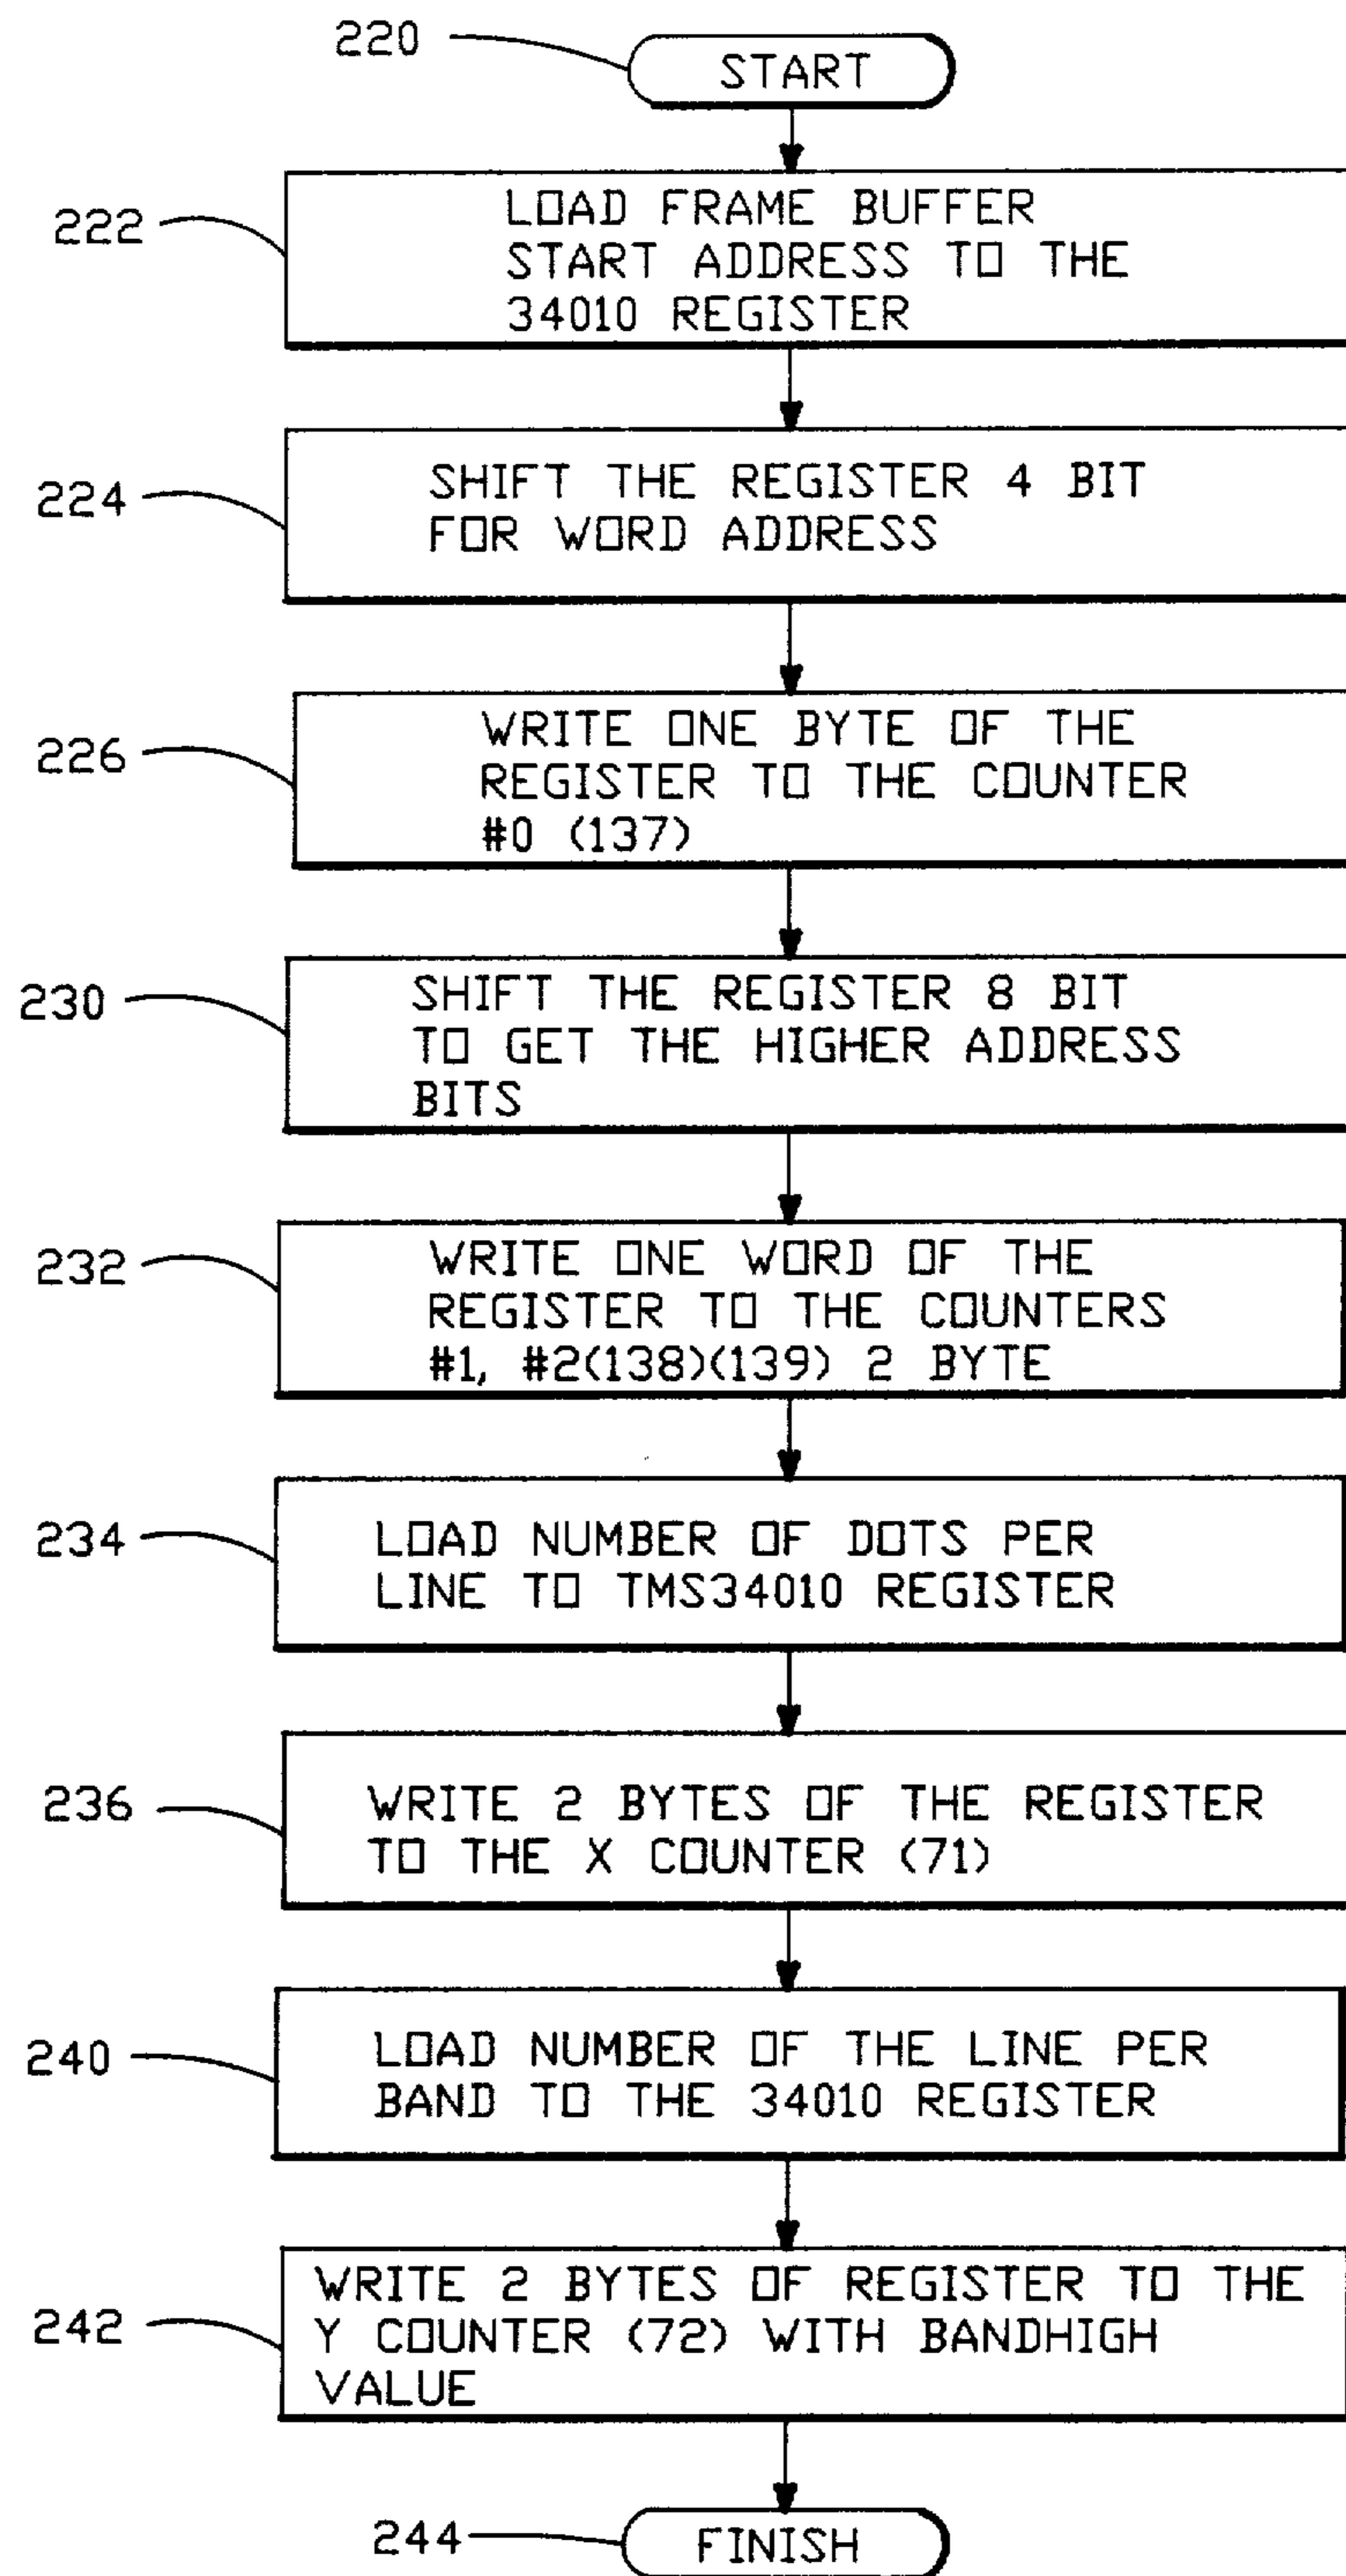 220
START
222
LOAD FRAME BUFFER
START ADDRESS TO THE
34010 REGISTER
224
SHIFT THE REGISTER 4 BIT
FOR WORD ADDRESS
226
WRITE ONE BYTE OF THE
REGISTER TO THE COUNTER
#0 (137)
230
SHIFT THE REGISTER 8 BIT
TO GET THE HIGHER ADDRESS
BITS
232
WRITE ONE WORD OF THE
REGISTER TO THE COUNTERS
#1, #2(138)(139) 2 BYTE
234
LOAD NUMBER OF DOTS PER
LINE TO TMS34010 REGISTER
236
WRITE 2 BYTES OF THE REGISTER
TO THE X COUNTER (71)
240
LOAD NUMBER OF THE LINE PER
BAND TO THE 34010 REGISTER
242
WRITE 2 BYTES OF REGISTER TO THE
Y COUNTER (72) WITH BANDHIGH
VALUE
244
FINISH